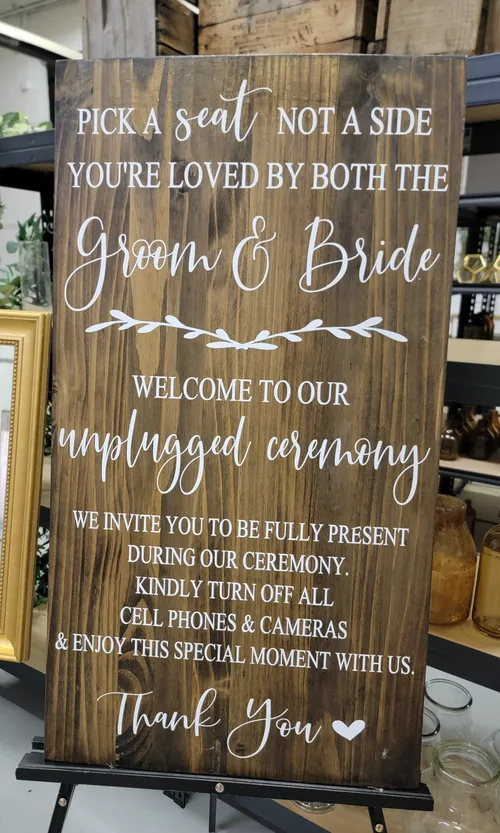 PICK A seat NOT A SIDE
YOU'RE LOVED BY BOTH THE
Groom & Bride
WELCOME TO OUR
unplugged ceremony
WE INVITE YOU TO BE FULLY PRESENT
DURING OUR CEREMONY.
KINDLY TURN OFF ALL
CELL PHONES & CAMERAS
& ENJOY THIS SPECIAL MOMENT WITH US.
Thank You